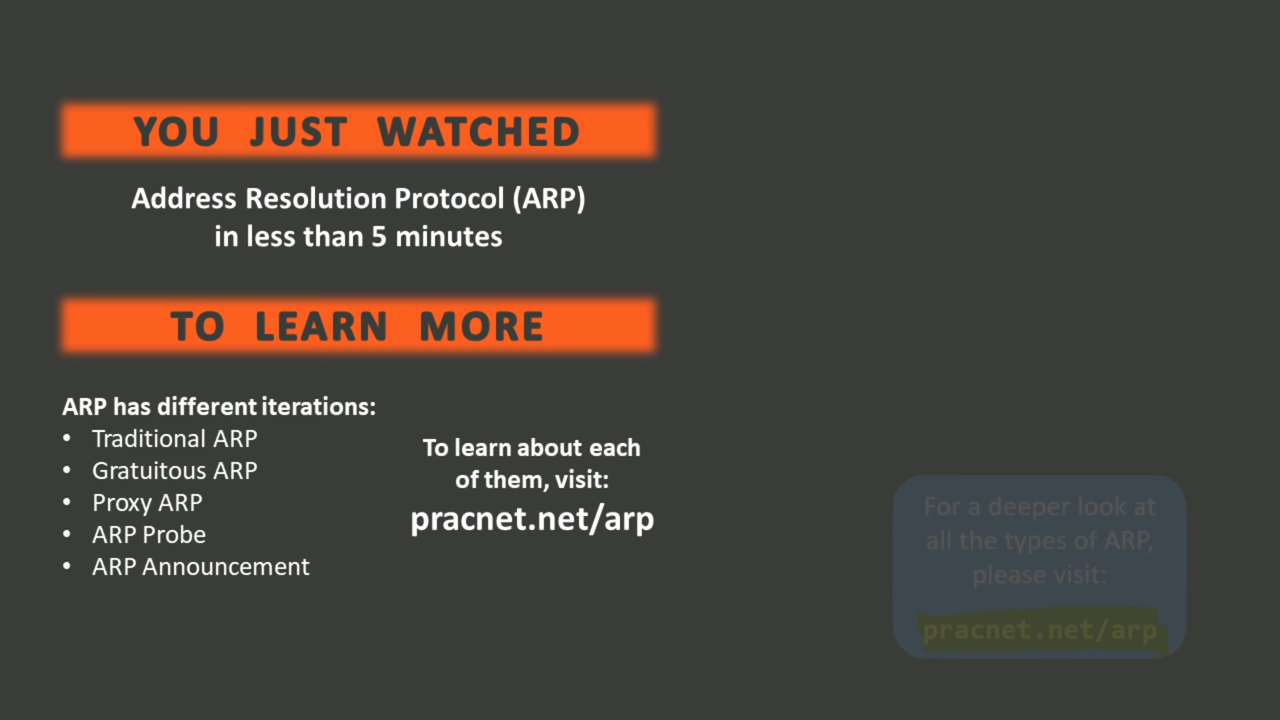 YOU JUST WATCHED
Address Resolution Protocol (ARP)
in less than 5 minutes
TO LEARN MORE
ARP has different iterations:
• Traditional ARP
• Gratuitous ARP
• Proxy ARP
• ARP Probe
• ARP Announcement
To learn about each
of them, visit:
pracnet.net/arp
For a deeper look at
all the types of ARP,
please visit:
pracnet.net/arp